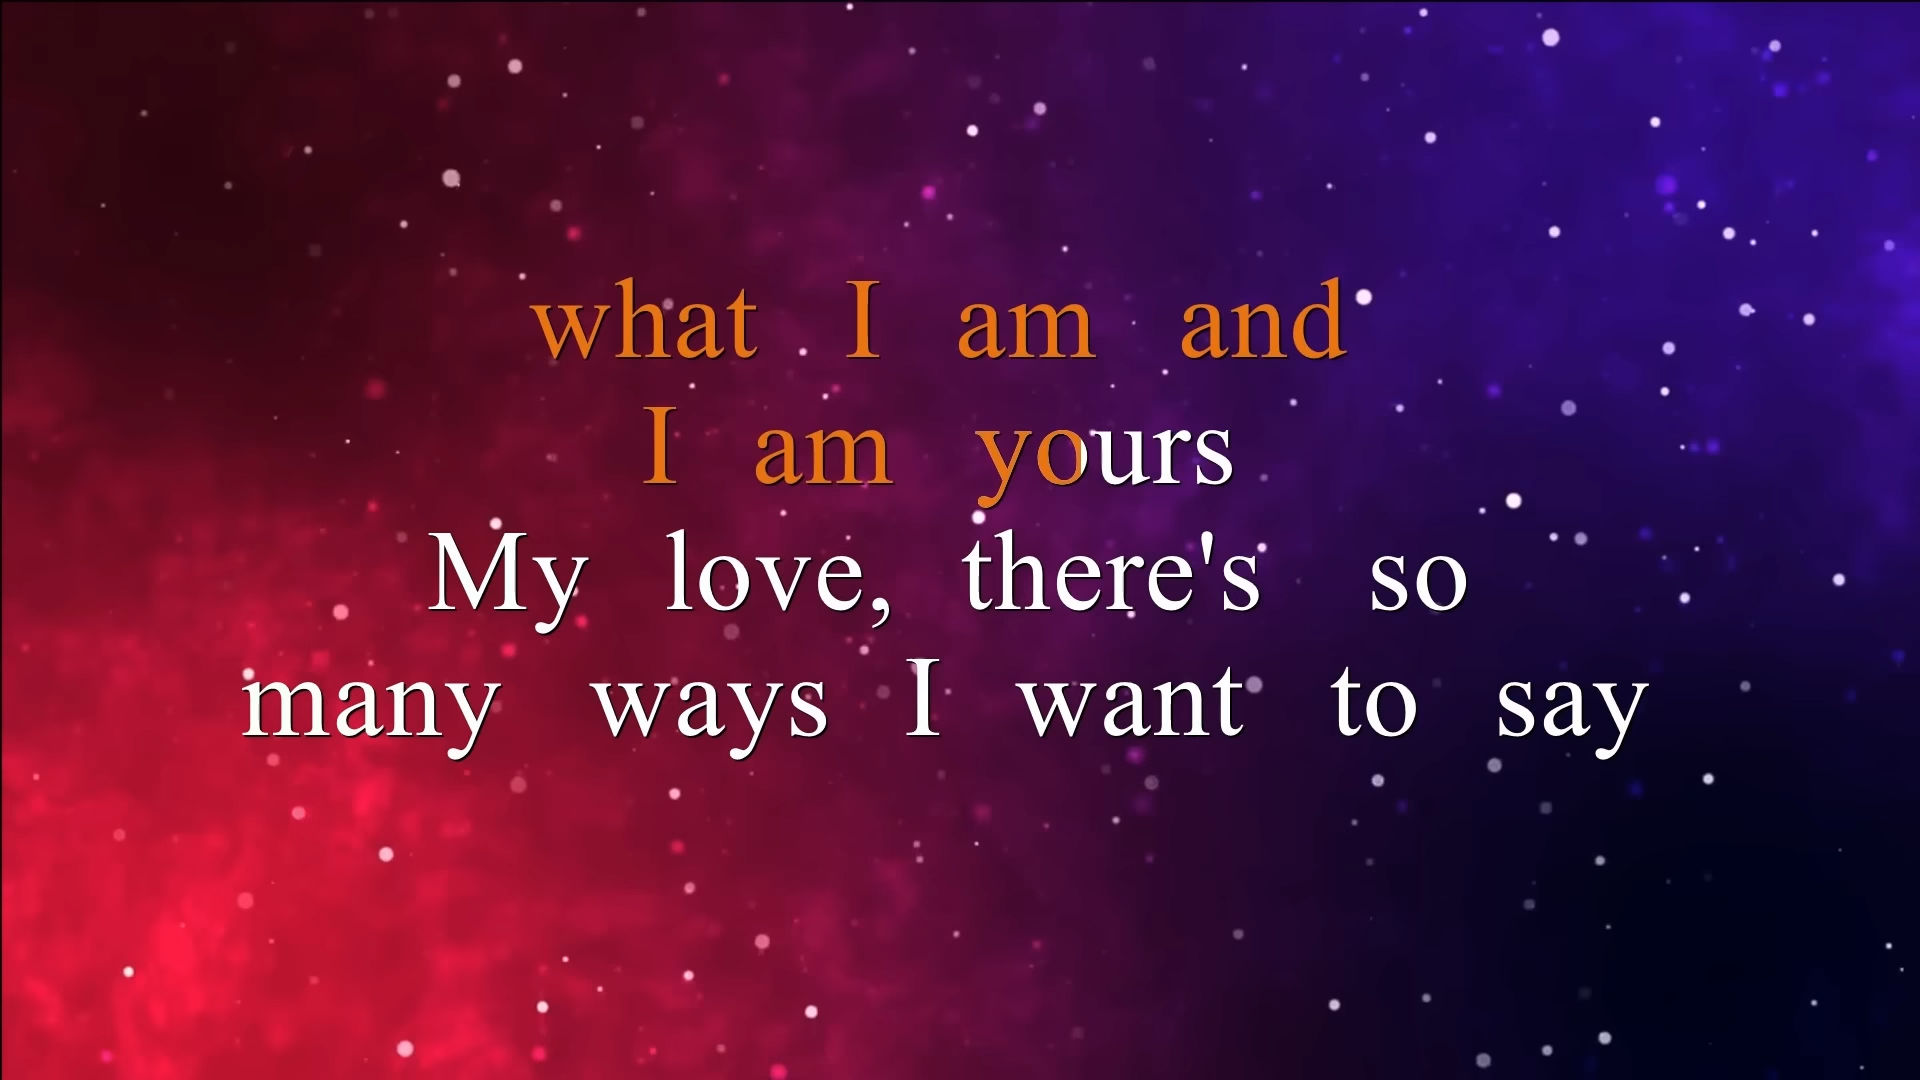 what I am and
I am yours
My love, there's so
many ways I want to say